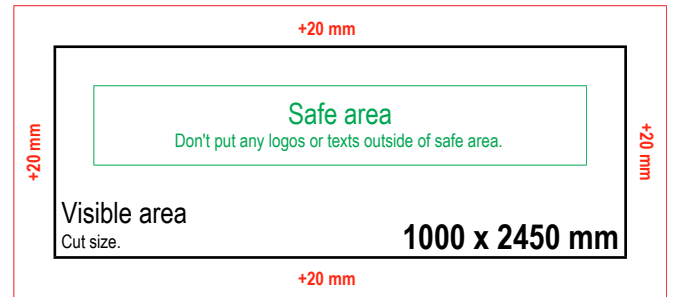 +20 mm
Safe area
Don't put any logos or texts outside of safe area.
+20 mm
+20 mm
Visible area
Cut size.
1000 x 2450 mm
+20 mm